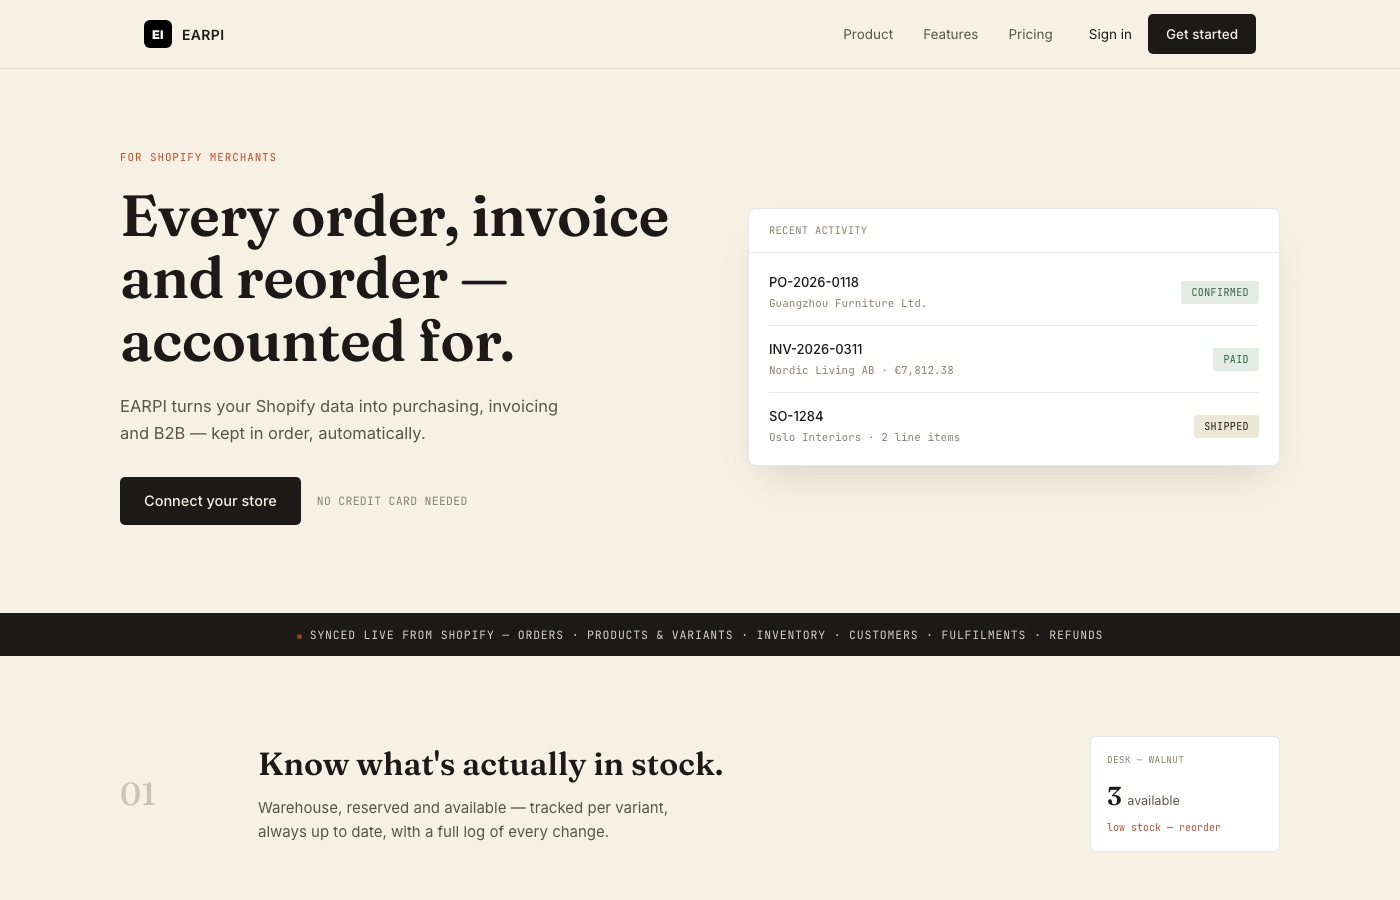 EI EARPI
Product Features Pricing Sign in Get started
FOR SHOPIFY MERCHANTS
Every order, invoice
and reorder —
accounted for.
EARPI turns your Shopify data into purchasing, invoicing
and B2B — kept in order, automatically.
Connect your store NO CREDIT CARD NEEDED
RECENT ACTIVITY
PO-2026-0118
Guangzhou Furniture Ltd.
CONFIRMED
INV-2026-0311
Nordic Living AB · €7,812.38
PAID
SO-1284
Oslo Interiors · 2 line items
SHIPPED
SYNCED LIVE FROM SHOPIFY — ORDERS · PRODUCTS & VARIANTS · INVENTORY · CUSTOMERS · FULFILMENTS · REFUNDS
01
Know what's actually in stock.
Warehouse, reserved and available — tracked per variant,
always up to date, with a full log of every change.
DESK — WALNUT
3 available
low stock — reorder